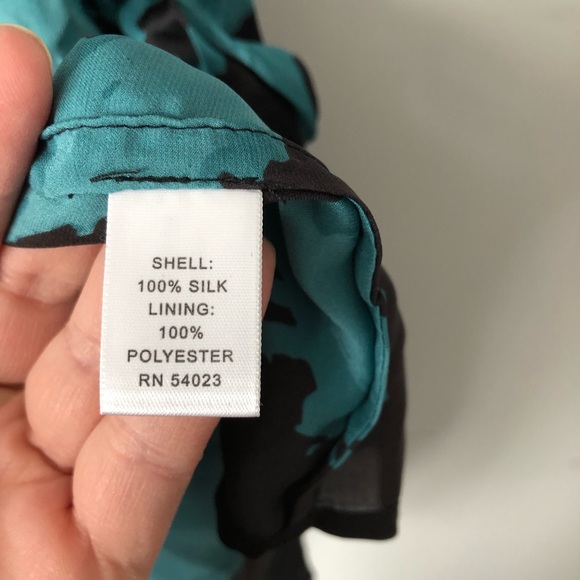 SHELL:
100% SILK
LINING:
100%
POLYESTER
RN 54023